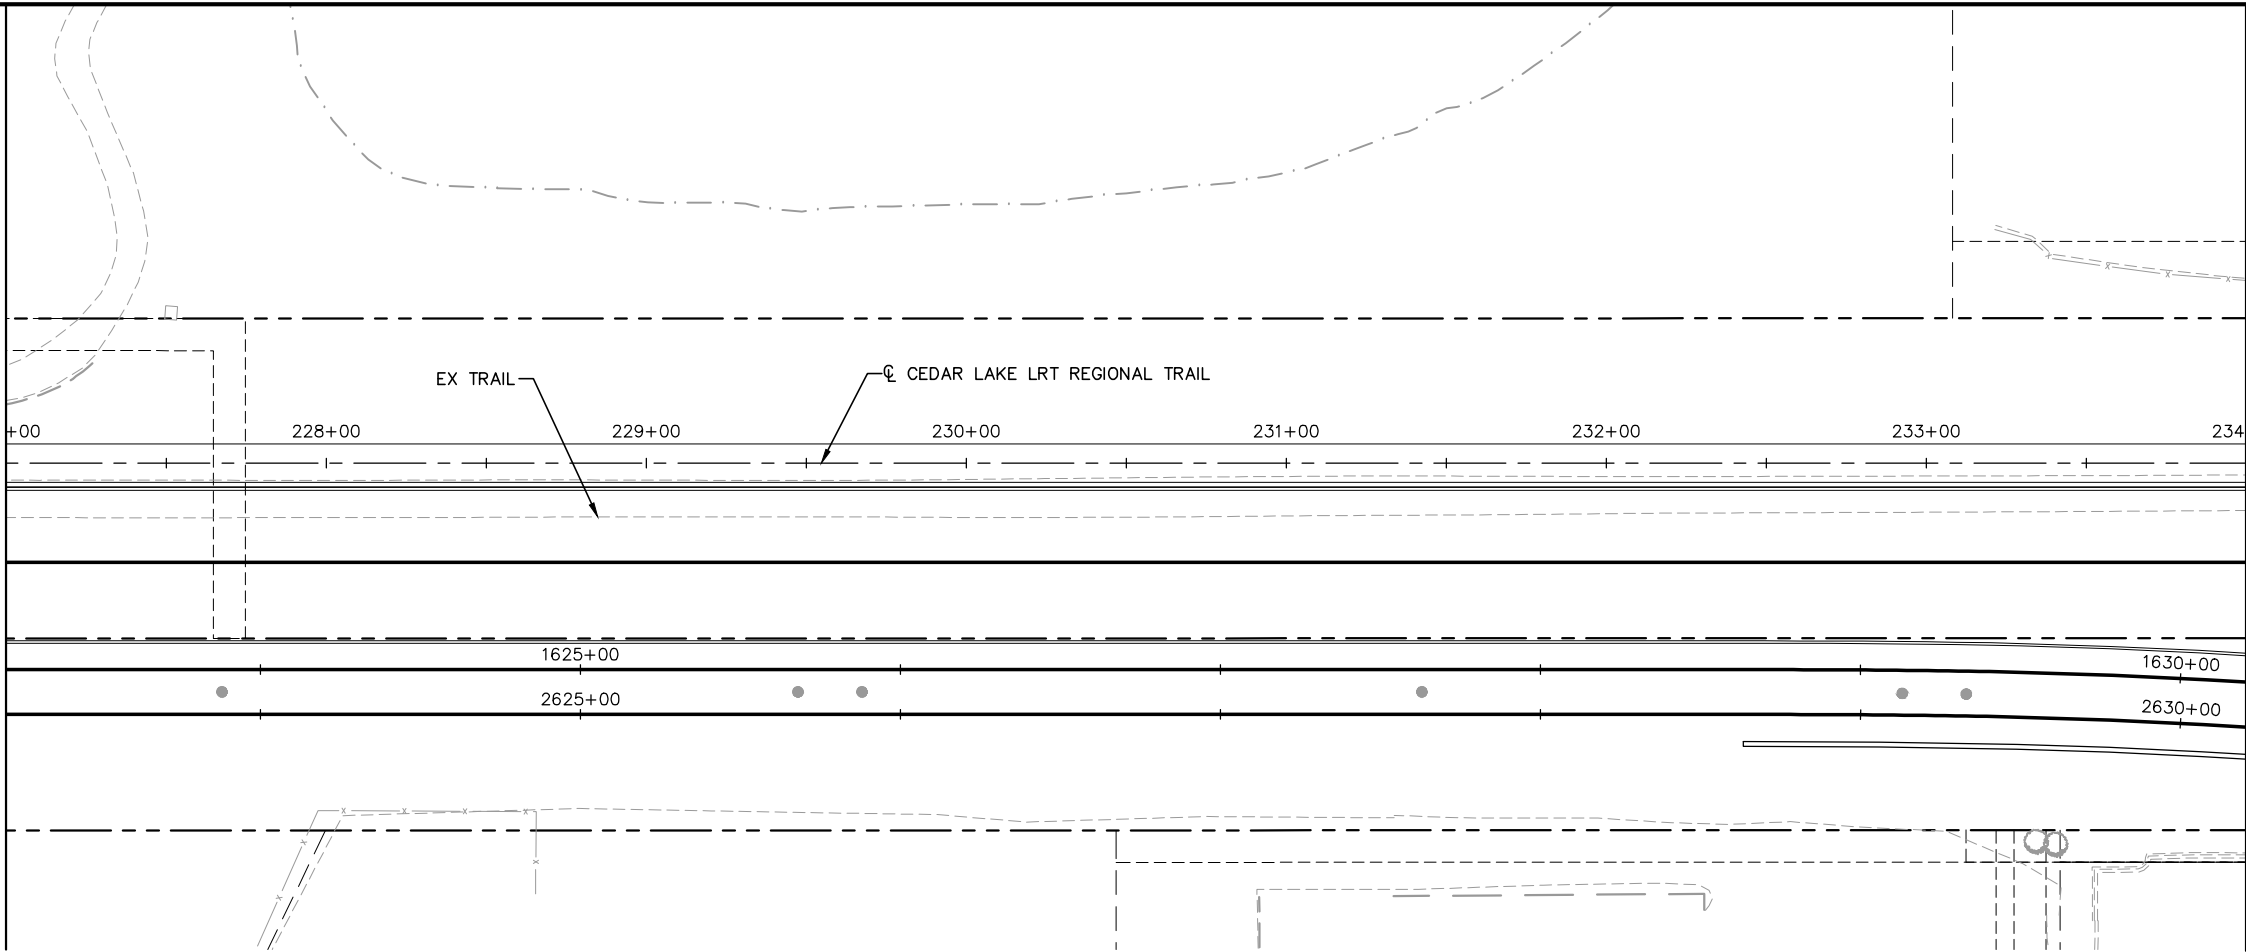 EX TRAIL
℄ CEDAR LAKE LRT REGIONAL TRAIL
+00 228+00 229+00 230+00 231+00 232+00 233+00 234
1625+00 1630+00
2625+00 2630+00